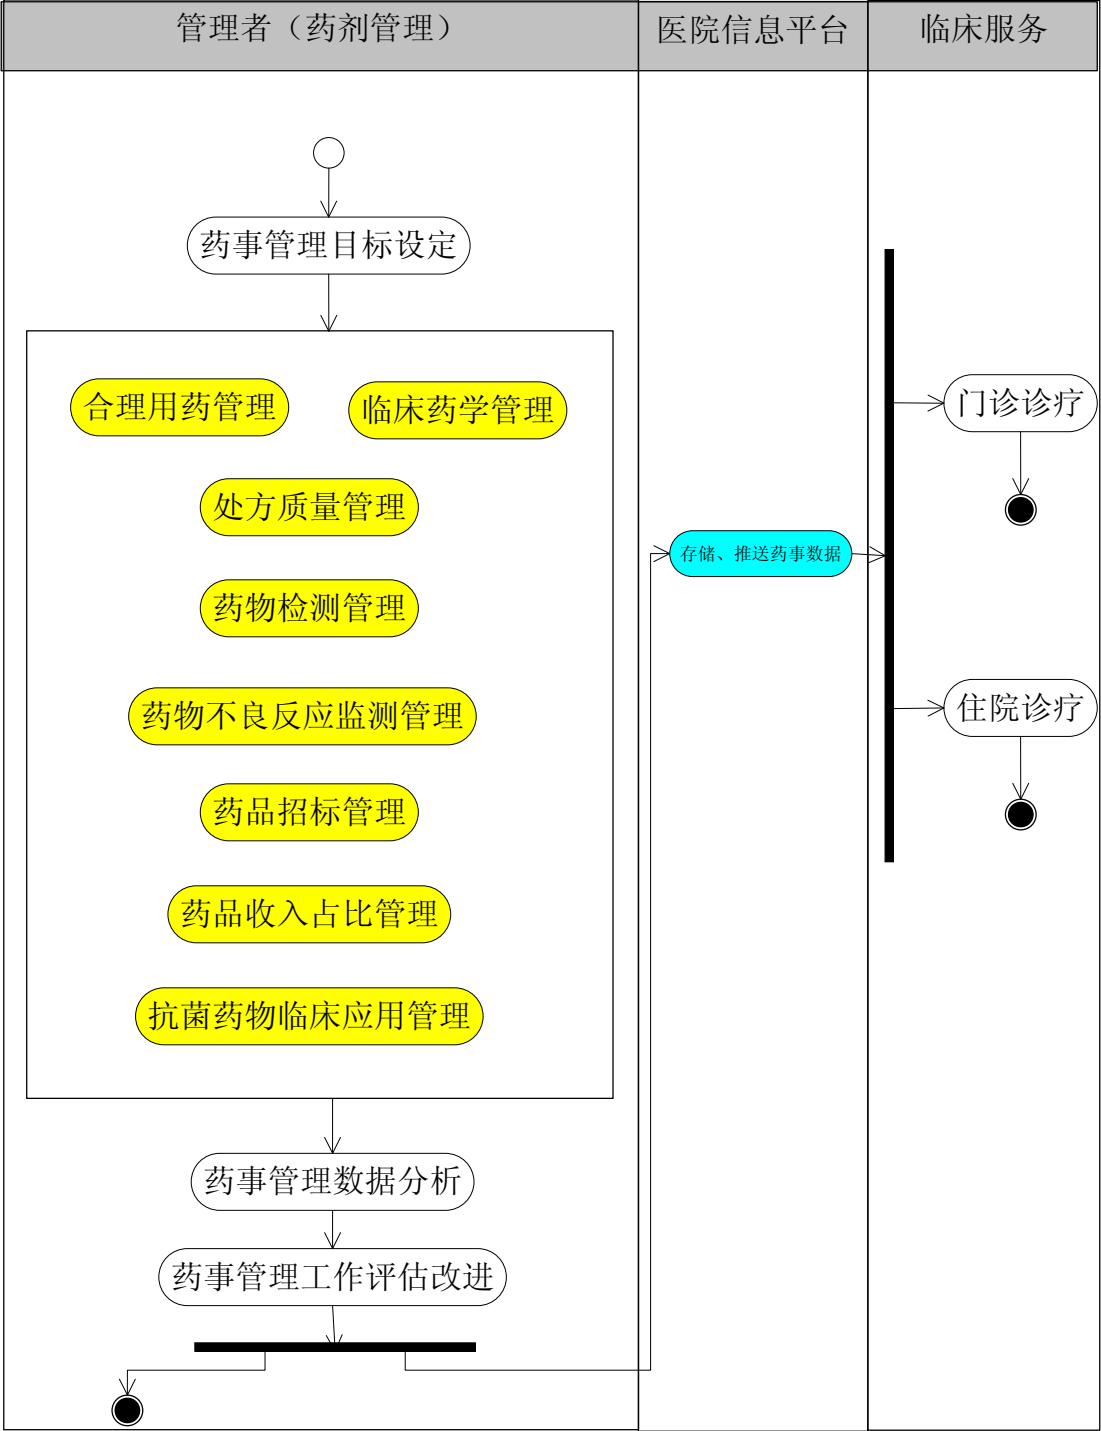 管理者（药剂管理）
医院信息平台
临床服务
药事管理目标设定
合理用药管理
临床药学管理
处方质量管理
药物检测管理
药物不良反应监测管理
药品招标管理
药品收入占比管理
抗菌药物临床应用管理
药事管理数据分析
药事管理工作评估改进
存储、推送药事数据
门诊诊疗
住院诊疗